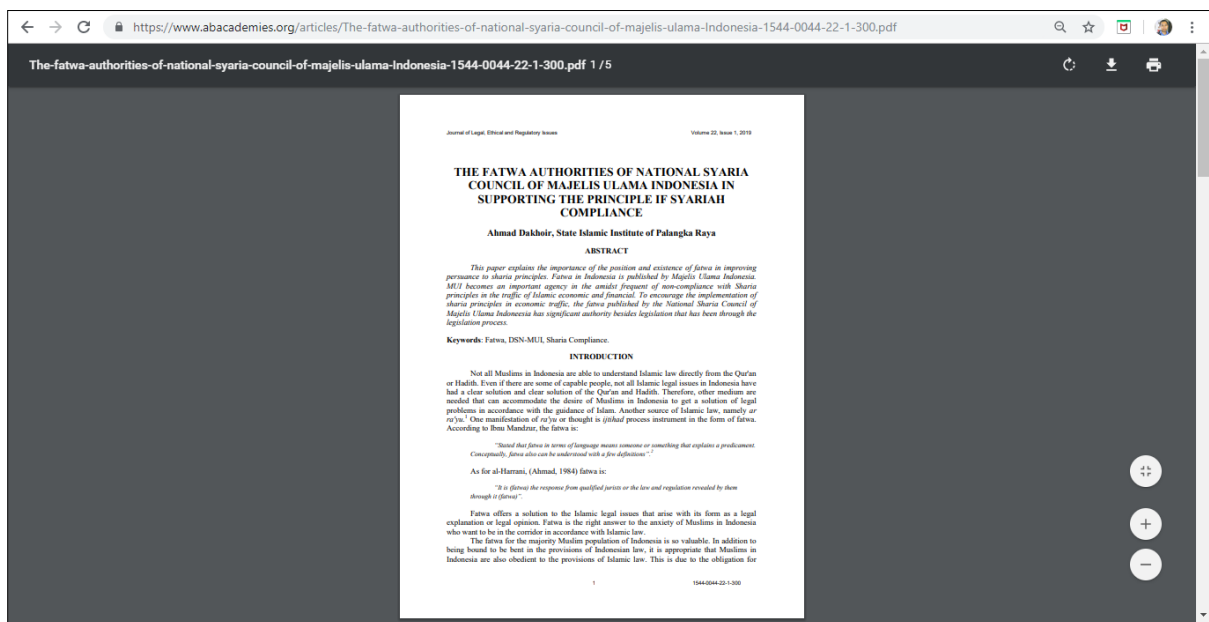 https://www.abacademies.org/articles/The-fatwa-authorities-of-national-syaria-council-of-majelis-ulama-Indonesia-1544-0044-22-1-300.pdf
The-fatwa-authorities-of-national-syaria-council-of-majelis-ulama-Indonesia-1544-0044-22-1-300.pdf 1 / 5
Journal of Legal, Ethical and Regulatory Issues Volume 22, Issue 1, 2019
THE FATWA AUTHORITIES OF NATIONAL SYARIA
COUNCIL OF MAJELIS ULAMA INDONESIA IN
SUPPORTING THE PRINCIPLE IF SYARIAH
COMPLIANCE
Ahmad Dakhoir, State Islamic Institute of Palangka Raya
ABSTRACT
This paper explains the importance of the position and existence of fatwa in improving
persuance to sharia principles. Fatwa in Indonesia is published by Majelis Ulama Indonesia.
MUI becomes an important agency in the amidst frequent of non-compliance with Sharia
principles in the traffic of Islamic economic and financial. To encourage the implementation of
sharia principles in economic traffic, the fatwa published by the National Sharia Council of
Majelis Ulama Indoneesia has significant authority besides legislation that has been through the
legislation process.
Keywords: Fatwa, DSN-MUI, Sharia Compliance.
INTRODUCTION
Not all Muslims in Indonesia are able to understand Islamic law directly from the Qur'an
or Hadith. Even if there are some of capable people, not all Islamic legal issues in Indonesia have
had a clear solution and clear solution of the Qur'an and Hadith. Therefore, other medium are
needed that can accommodate the desire of Muslims in Indonesia to get a solution of legal
problems in accordance with the guidance of Islam. Another source of Islamic law, namely ar
ra'yu.1 One manifestation of ra'yu or thought is ijtihad process instrument in the form of fatwa.
According to Ibnu Mandzur, the fatwa is:
"Stated that fatwa in terms of language means someone or something that explains a predicament.
Conceptually, fatwa also can be understood with a few definitions".2
As for al-Harrani, (Ahmad, 1984) fatwa is:
"It is (fatwa) the response from qualified jurists or the law and regulation revealed by them
through it (fatwa)".
Fatwa offers a solution to the Islamic legal issues that arise with its form as a legal
explanation or legal opinion. Fatwa is the right answer to the anxiety of Muslims in Indonesia
who want to be in the corridor in accordance with Islamic law.
The fatwa for the majority Muslim population of Indonesia is so valuable. In addition to
being bound to be bent in the provisions of Indonesian law, it is appropriate that Muslims in
Indonesia are also obedient to the provisions of Islamic law. This is due to the obligation for
1 1544-0044-22-1-300